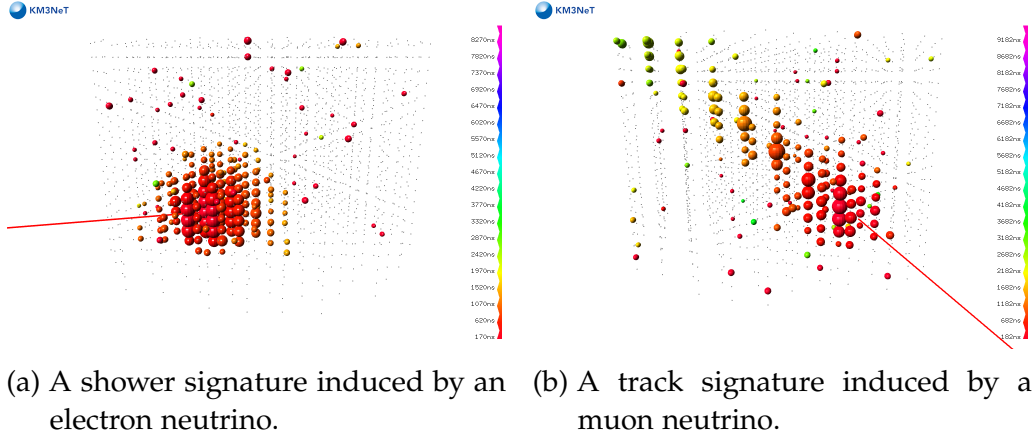 KM3NeT
8270ns
7820ns
7370ns
6920ns
6470ns
6020ns
5570ns
5120ns
4670ns
4220ns
3770ns
3320ns
2870ns
2420ns
1970ns
1520ns
1070ns
620ns
170ns
KM3NeT
9182ns
8682ns
8182ns
7682ns
7182ns
6682ns
6182ns
5682ns
5182ns
4682ns
4182ns
3682ns
3182ns
2682ns
2182ns
1682ns
1182ns
682ns
182ns
(a) A shower signature induced by an
electron neutrino.
(b) A track signature induced by a
muon neutrino.